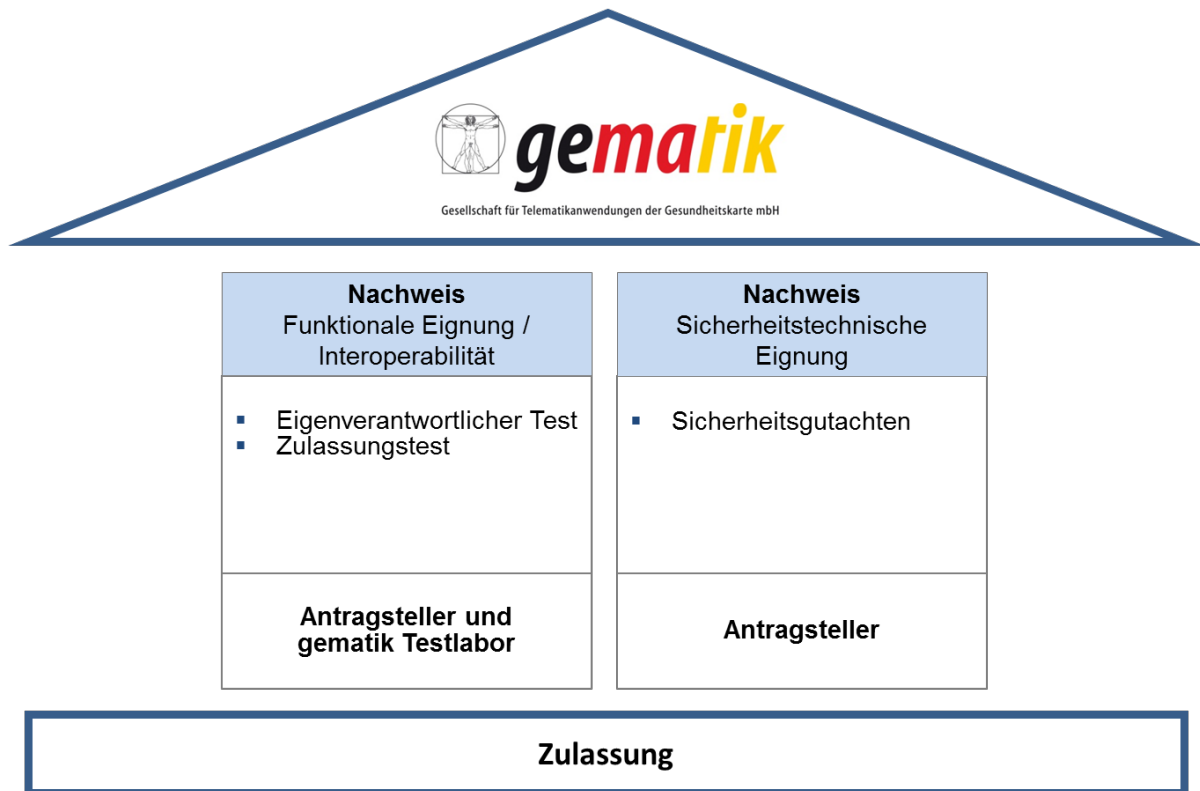 gematik
Gesellschaft für Telematikanwendungen der Gesundheitskarte mbH
Nachweis
Funktionale Eignung /
Interoperabilität
▪ Eigenverantwortlicher Test
▪ Zulassungstest
Antragsteller und
gematik Testlabor
Nachweis
Sicherheitstechnische
Eignung
▪ Sicherheitsgutachten
Antragsteller
Zulassung